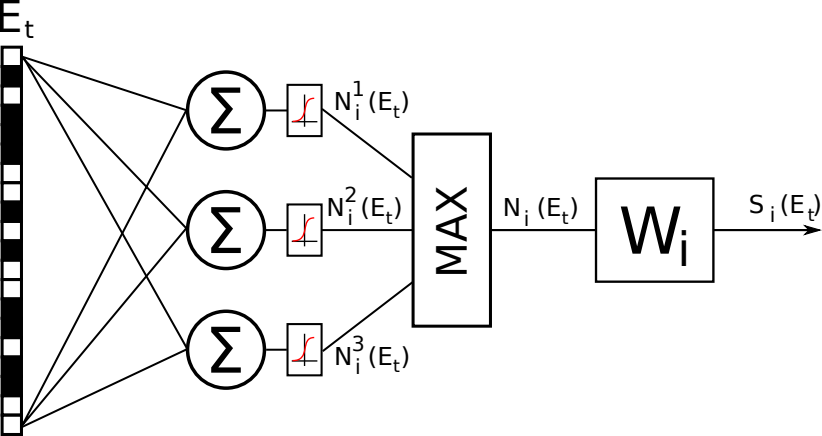 E_t
Σ
N_i^1(E_t)
Σ
N_i^2(E_t)
MAX
N_i(E_t)
W_i
S_i(E_t)
Σ
N_i^3(E_t)